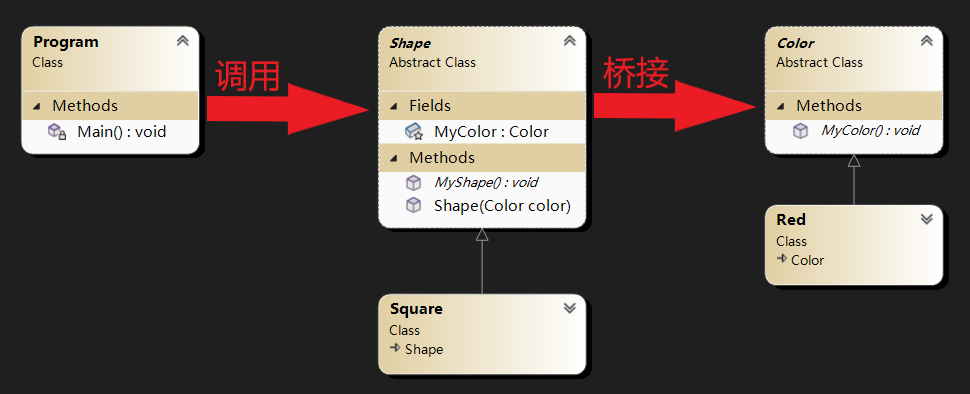 Program
Class
Methods
Main() : void
调用
Shape
Abstract Class
Fields
MyColor : Color
Methods
MyShape() : void
Shape(Color color)
桥接
Color
Abstract Class
Methods
MyColor() : void
Square
Class
Shape
Red
Class
Color